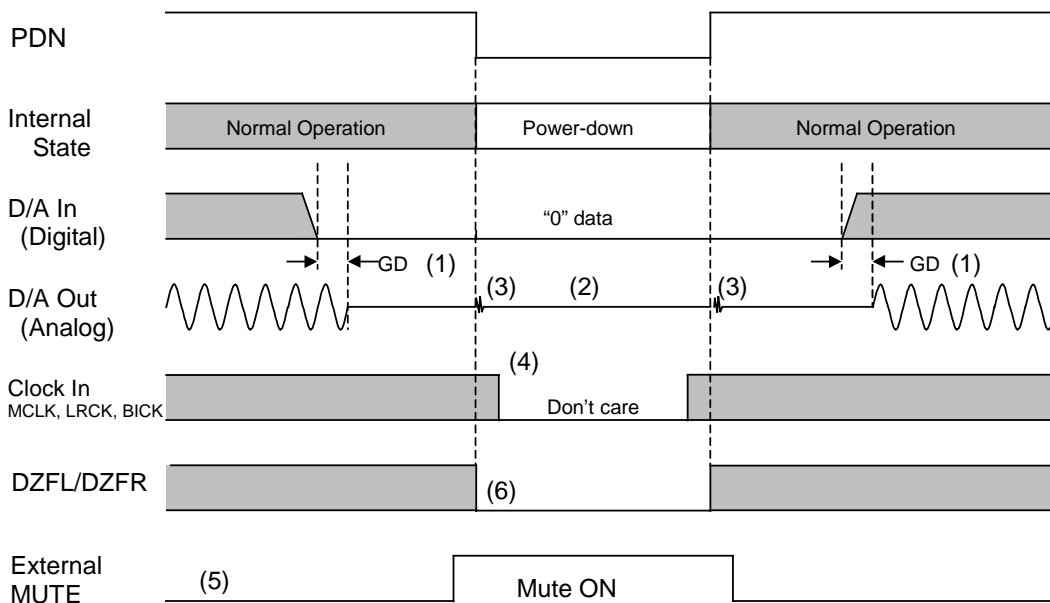 PDN
Internal
State
Normal Operation
Power-down
Normal Operation
D/A In
(Digital)
“0” data
GD (1)
GD (1)
D/A Out
(Analog)
(3)
(2)
(3)
Clock In
MCLK, LRCK, BICK
(4)
Don’t care
DZFL/DZFR
(6)
External
MUTE
(5)
Mute ON